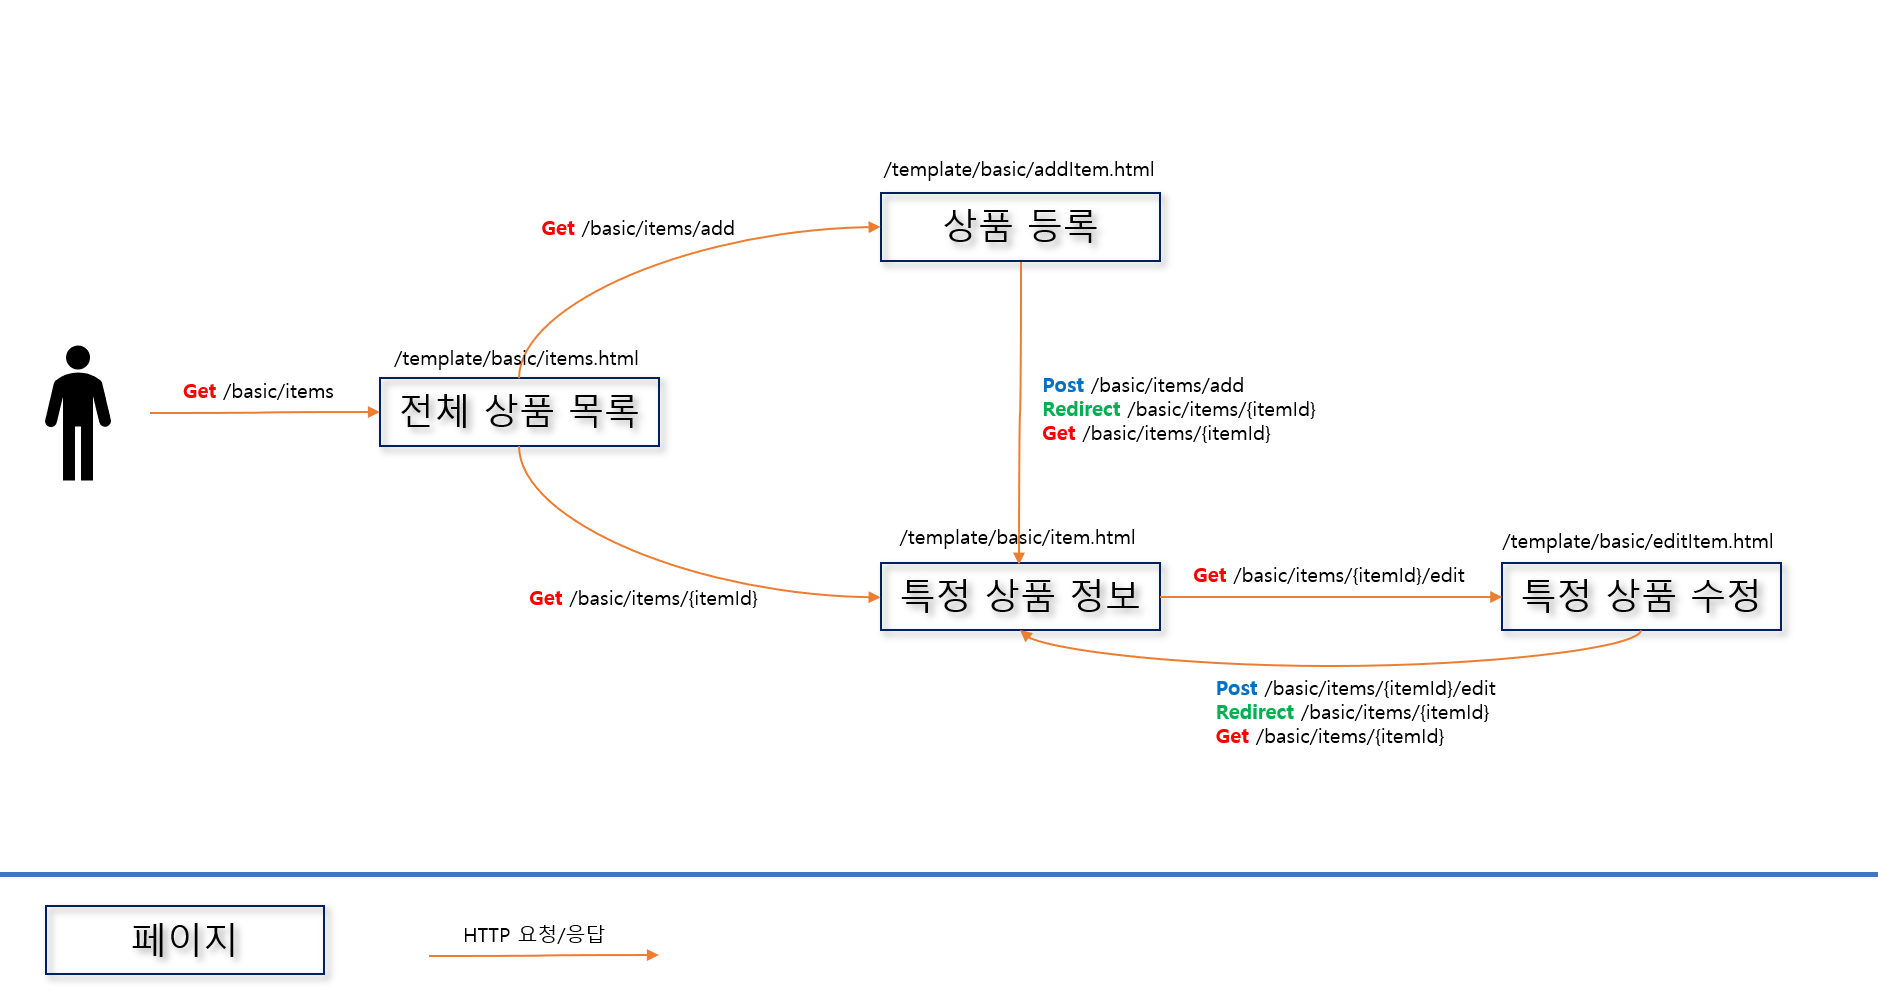 /template/basic/addItem.html
상품 등록
Get /basic/items/add
/template/basic/items.html
Get /basic/items
전체 상품 목록
Post /basic/items/add
Redirect /basic/items/{itemId}
Get /basic/items/{itemId}
/template/basic/item.html
특정 상품 정보
Get /basic/items/{itemId}
Get /basic/items/{itemId}/edit
/template/basic/editItem.html
특정 상품 수정
Post /basic/items/{itemId}/edit
Redirect /basic/items/{itemId}
Get /basic/items/{itemId}
페이지
HTTP 요청/응답